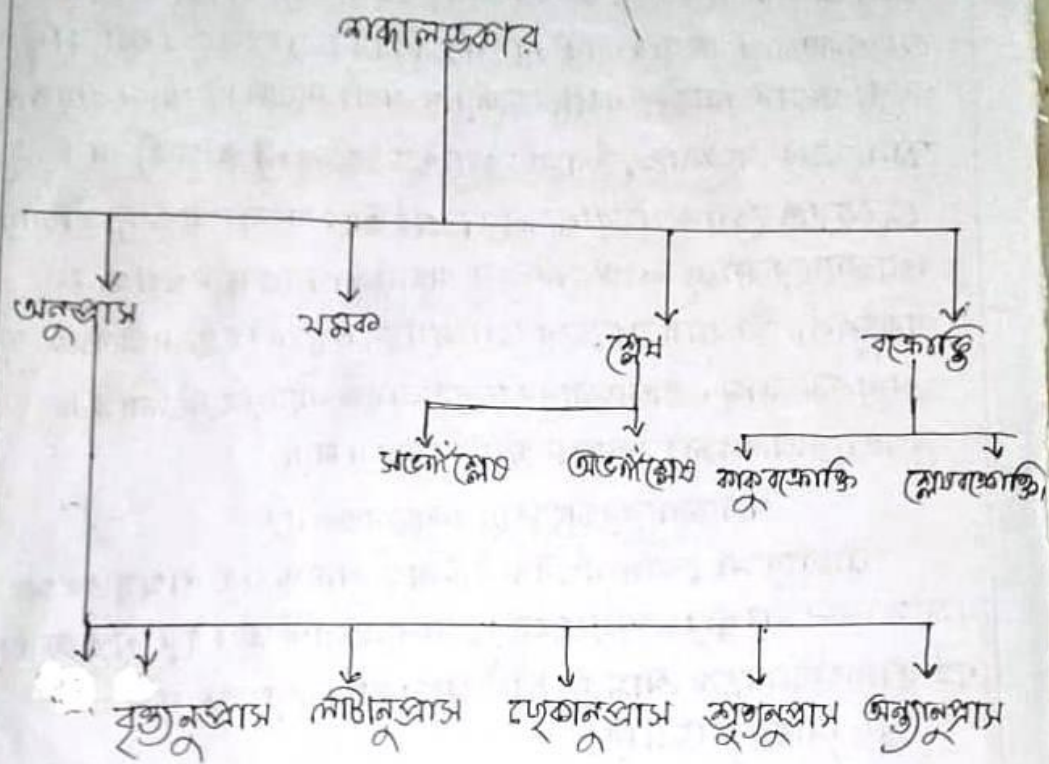 শব্দালঙ্কার
অনুপ্রাস যমক শ্লেষ বক্রোক্তি
সভঙ্গশ্লেষ অভঙ্গশ্লেষ কাকুবক্রোক্তি শ্লেষবক্রোক্তি
বৃত্ত্যনুপ্রাস লাটানুপ্রাস ছেকানুপ্রাস শ্রুত্যনুপ্রাস অন্ত্যানুপ্রাস